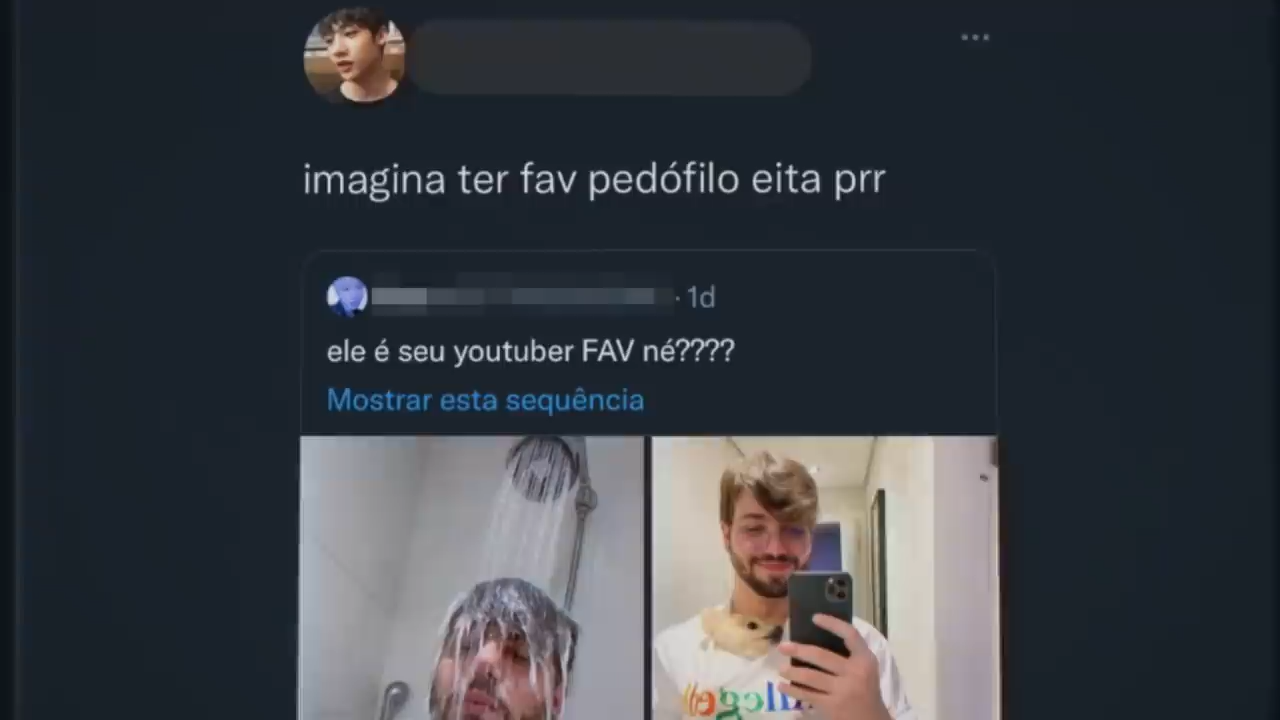 imagina ter fav pedófilo eita prr
· 1d
ele é seu youtuber FAV né????
Mostrar esta sequência